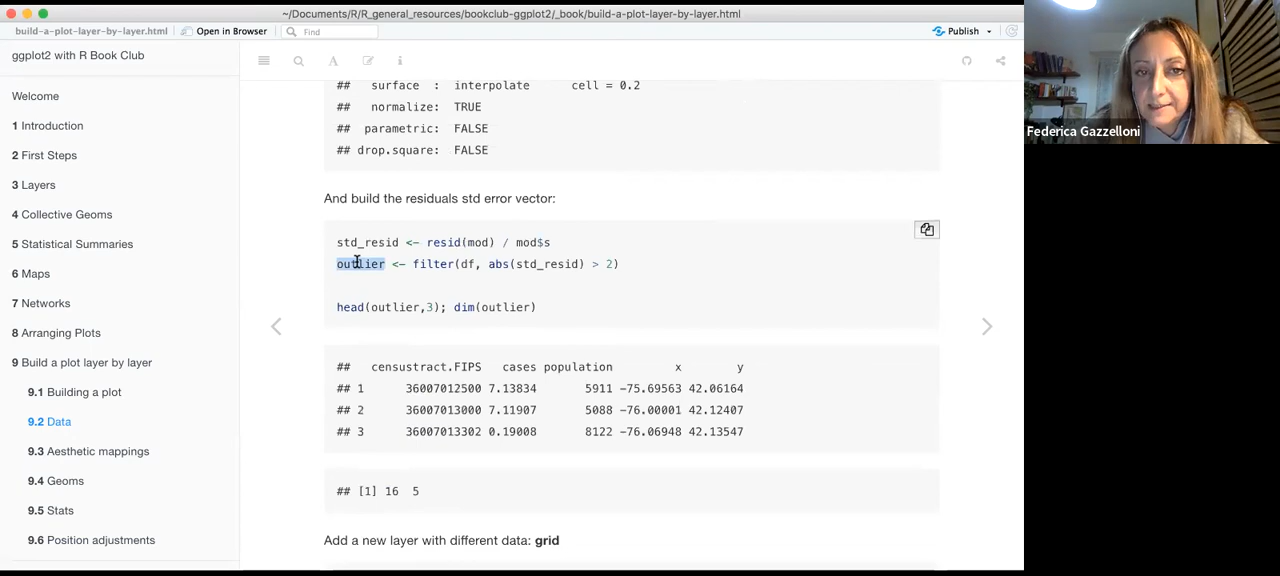 ~/Documents/R/R_general_resources/bookclub-ggplot2/_book/build-a-plot-layer-by-layer.html
build-a-plot-layer-by-layer.html
Open in Browser
Find
Publish
ggplot2 with R Book Club
Welcome
1 Introduction
2 First Steps
3 Layers
4 Collective Geoms
5 Statistical Summaries
6 Maps
7 Networks
8 Arranging Plots
9 Build a plot layer by layer
9.1 Building a plot
9.2 Data
9.3 Aesthetic mappings
9.4 Geoms
9.5 Stats
9.6 Position adjustments
A
##   surface  :  interpolate     cell = 0.2
##   normalize:  TRUE
##  parametric:  FALSE
## drop.square:  FALSE
And build the residuals std error vector:
std_resid <- resid(mod) / mod$s
outlier <- filter(df, abs(std_resid) > 2)
head(outlier,3); dim(outlier)
##   censustract.FIPS   cases population         x        y
## 1      36007012500 7.13834       5911 -75.69563 42.06164
## 2      36007013000 7.11907       5088 -76.00001 42.12407
## 3      36007013302 0.19008       8122 -76.06948 42.13547
## [1] 16  5
Add a new layer with different data: grid
Federica Gazzelloni